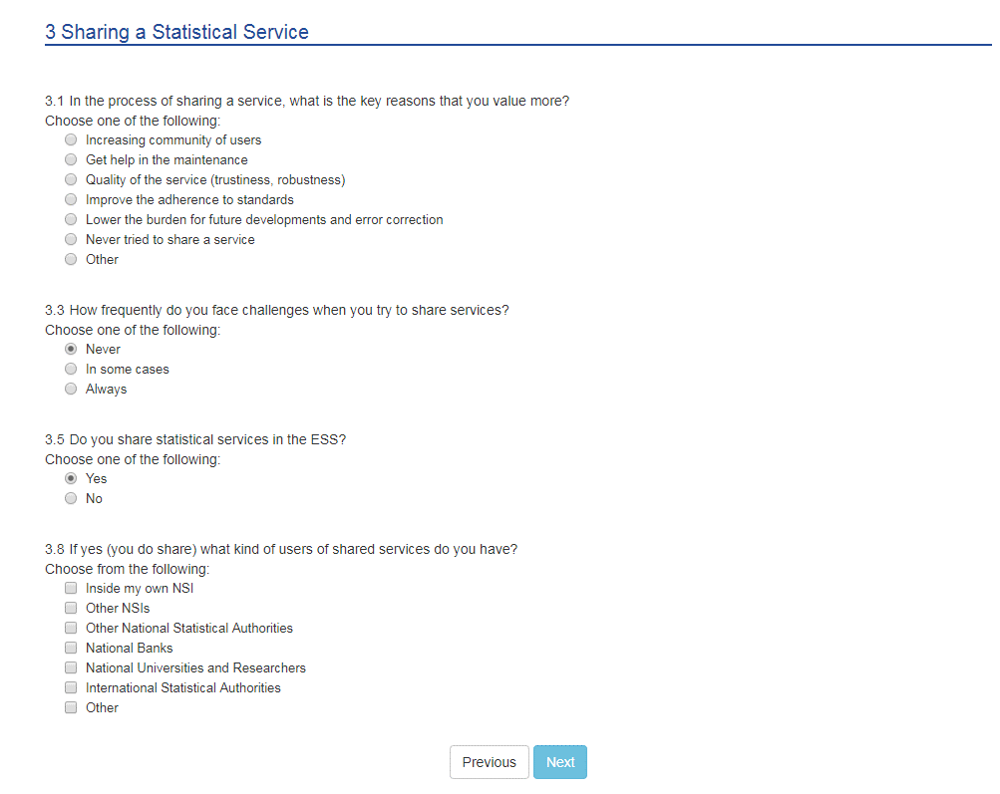 3 Sharing a Statistical Service
3.1 In the process of sharing a service, what is the key reasons that you value more?
Choose one of the following:
Increasing community of users
Get help in the maintenance
Quality of the service (trustiness, robustness)
Improve the adherence to standards
Lower the burden for future developments and error correction
Never tried to share a service
Other
3.3 How frequently do you face challenges when you try to share services?
Choose one of the following:
Never
In some cases
Always
3.5 Do you share statistical services in the ESS?
Choose one of the following:
Yes
No
3.8 If yes (you do share) what kind of users of shared services do you have?
Choose from the following:
Inside my own NSI
Other NSIs
Other National Statistical Authorities
National Banks
National Universities and Researchers
International Statistical Authorities
Other
Previous Next